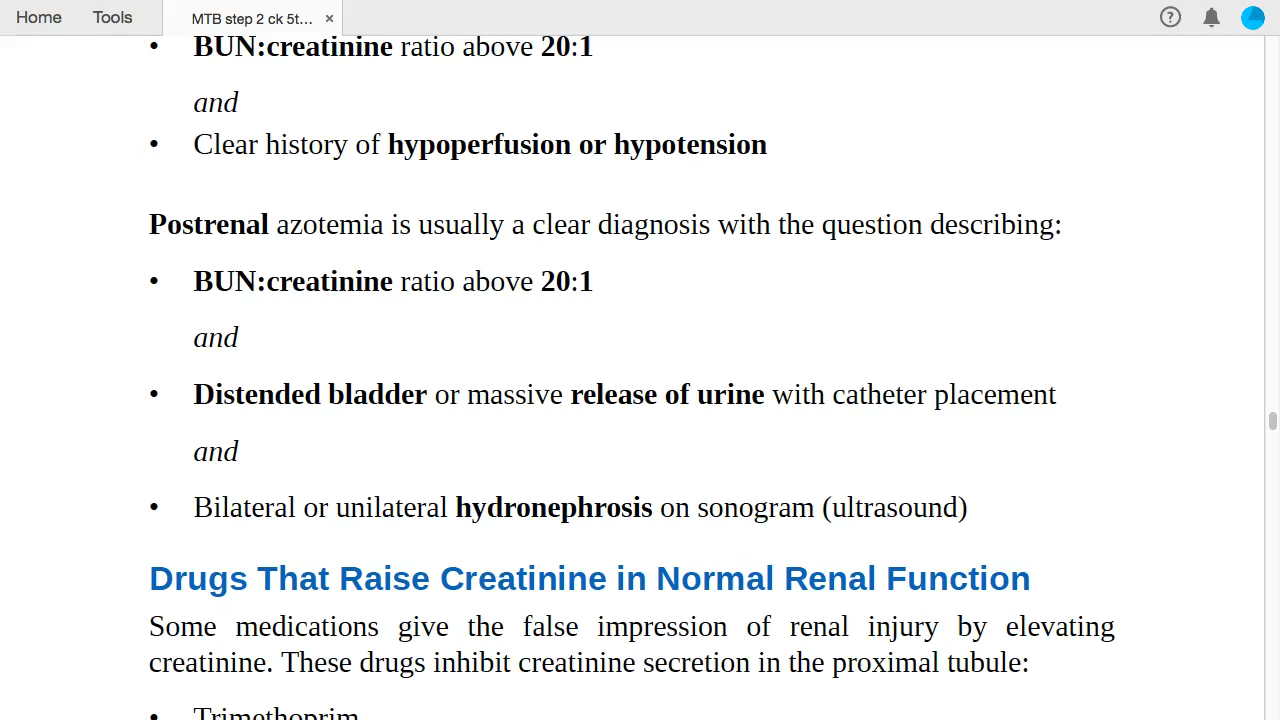 Home Tools MTB step 2 ck 5t... ×
• BUN:creatinine ratio above 20:1
and
• Clear history of hypoperfusion or hypotension
Postrenal azotemia is usually a clear diagnosis with the question describing:
• BUN:creatinine ratio above 20:1
and
• Distended bladder or massive release of urine with catheter placement
and
• Bilateral or unilateral hydronephrosis on sonogram (ultrasound)
Drugs That Raise Creatinine in Normal Renal Function
Some medications give the false impression of renal injury by elevating
creatinine. These drugs inhibit creatinine secretion in the proximal tubule:
• Trimethoprim